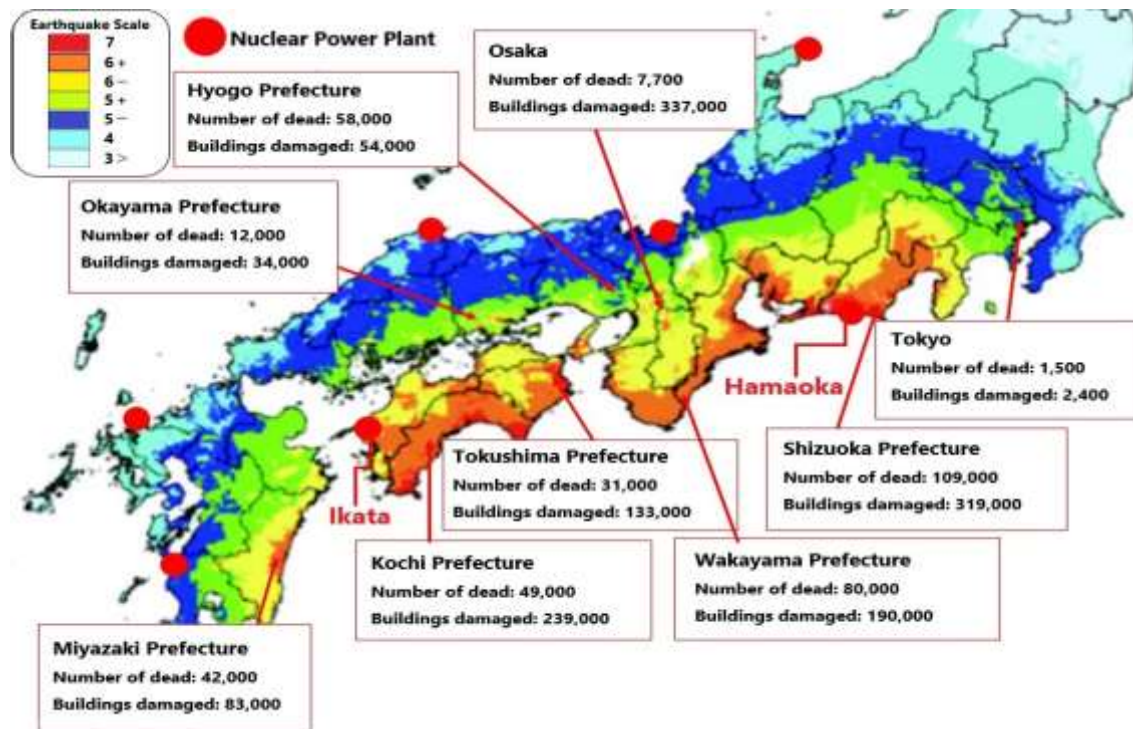 Earthquake Scale
7
6+
6−
5+
5−
4
3>
Nuclear Power Plant
Hyogo Prefecture
Number of dead: 58,000
Buildings damaged: 54,000
Osaka
Number of dead: 7,700
Buildings damaged: 337,000
Okayama Prefecture
Number of dead: 12,000
Buildings damaged: 34,000
Tokyo
Number of dead: 1,500
Buildings damaged: 2,400
Hamaoka
Shizuoka Prefecture
Number of dead: 109,000
Buildings damaged: 319,000
Tokushima Prefecture
Number of dead: 31,000
Buildings damaged: 133,000
Ikata
Kochi Prefecture
Number of dead: 49,000
Buildings damaged: 239,000
Wakayama Prefecture
Number of dead: 80,000
Buildings damaged: 190,000
Miyazaki Prefecture
Number of dead: 42,000
Buildings damaged: 83,000